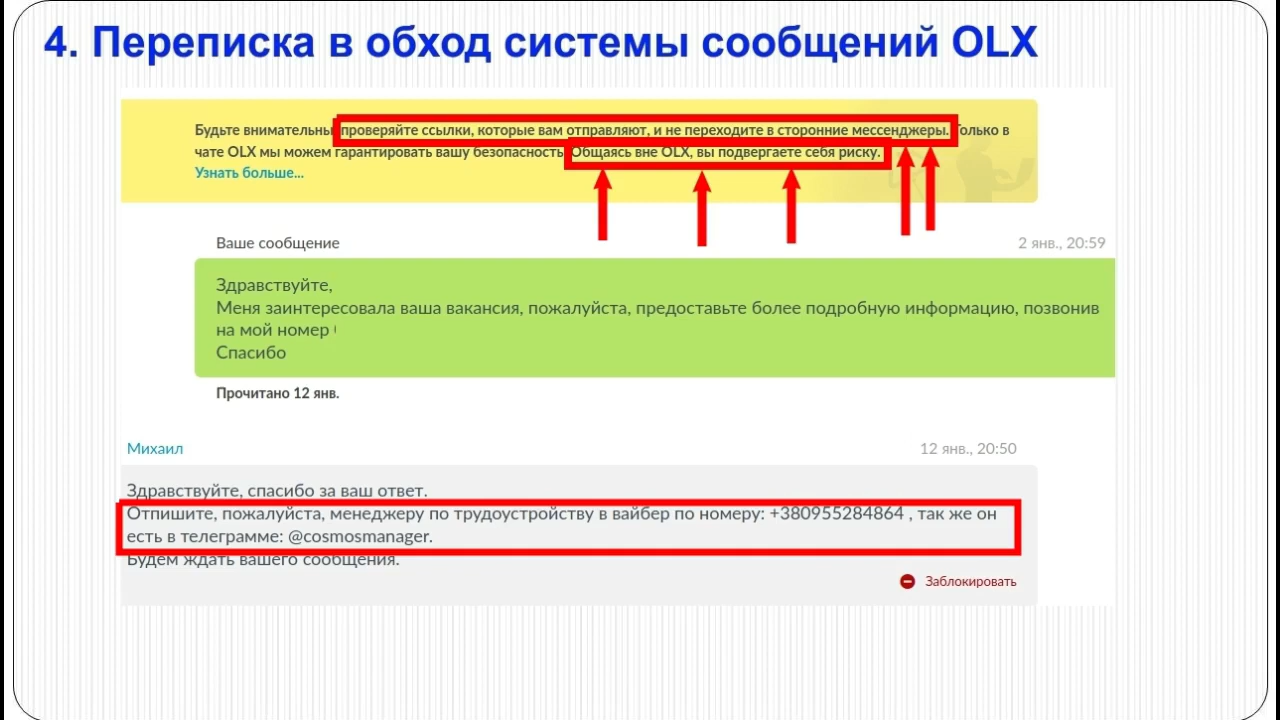 4. Переписка в обход системы сообщений OLX
Будьте внимательны проверяйте ссылки, которые вам отправляют, и не переходите в сторонние мессенджеры. Только в
чате OLX мы можем гарантировать вашу безопасность. Общаясь вне OLX, вы подвергаете себя риску.
Узнать больше...
Ваше сообщение
2 янв., 20:59
Здравствуйте,
Меня заинтересовала ваша вакансия, пожалуйста, предоставьте более подробную информацию, позвонив
на мой номер
Спасибо
Прочитано 12 янв.
Михаил
12 янв., 20:50
Здравствуйте, спасибо за ваш ответ.
Отпишите, пожалуйста, менеджеру по трудоустройству в вайбер по номеру: +380955284864 , так же он
есть в телеграмме: @cosmosmanager.
Будем ждать вашего сообщения.
Заблокировать